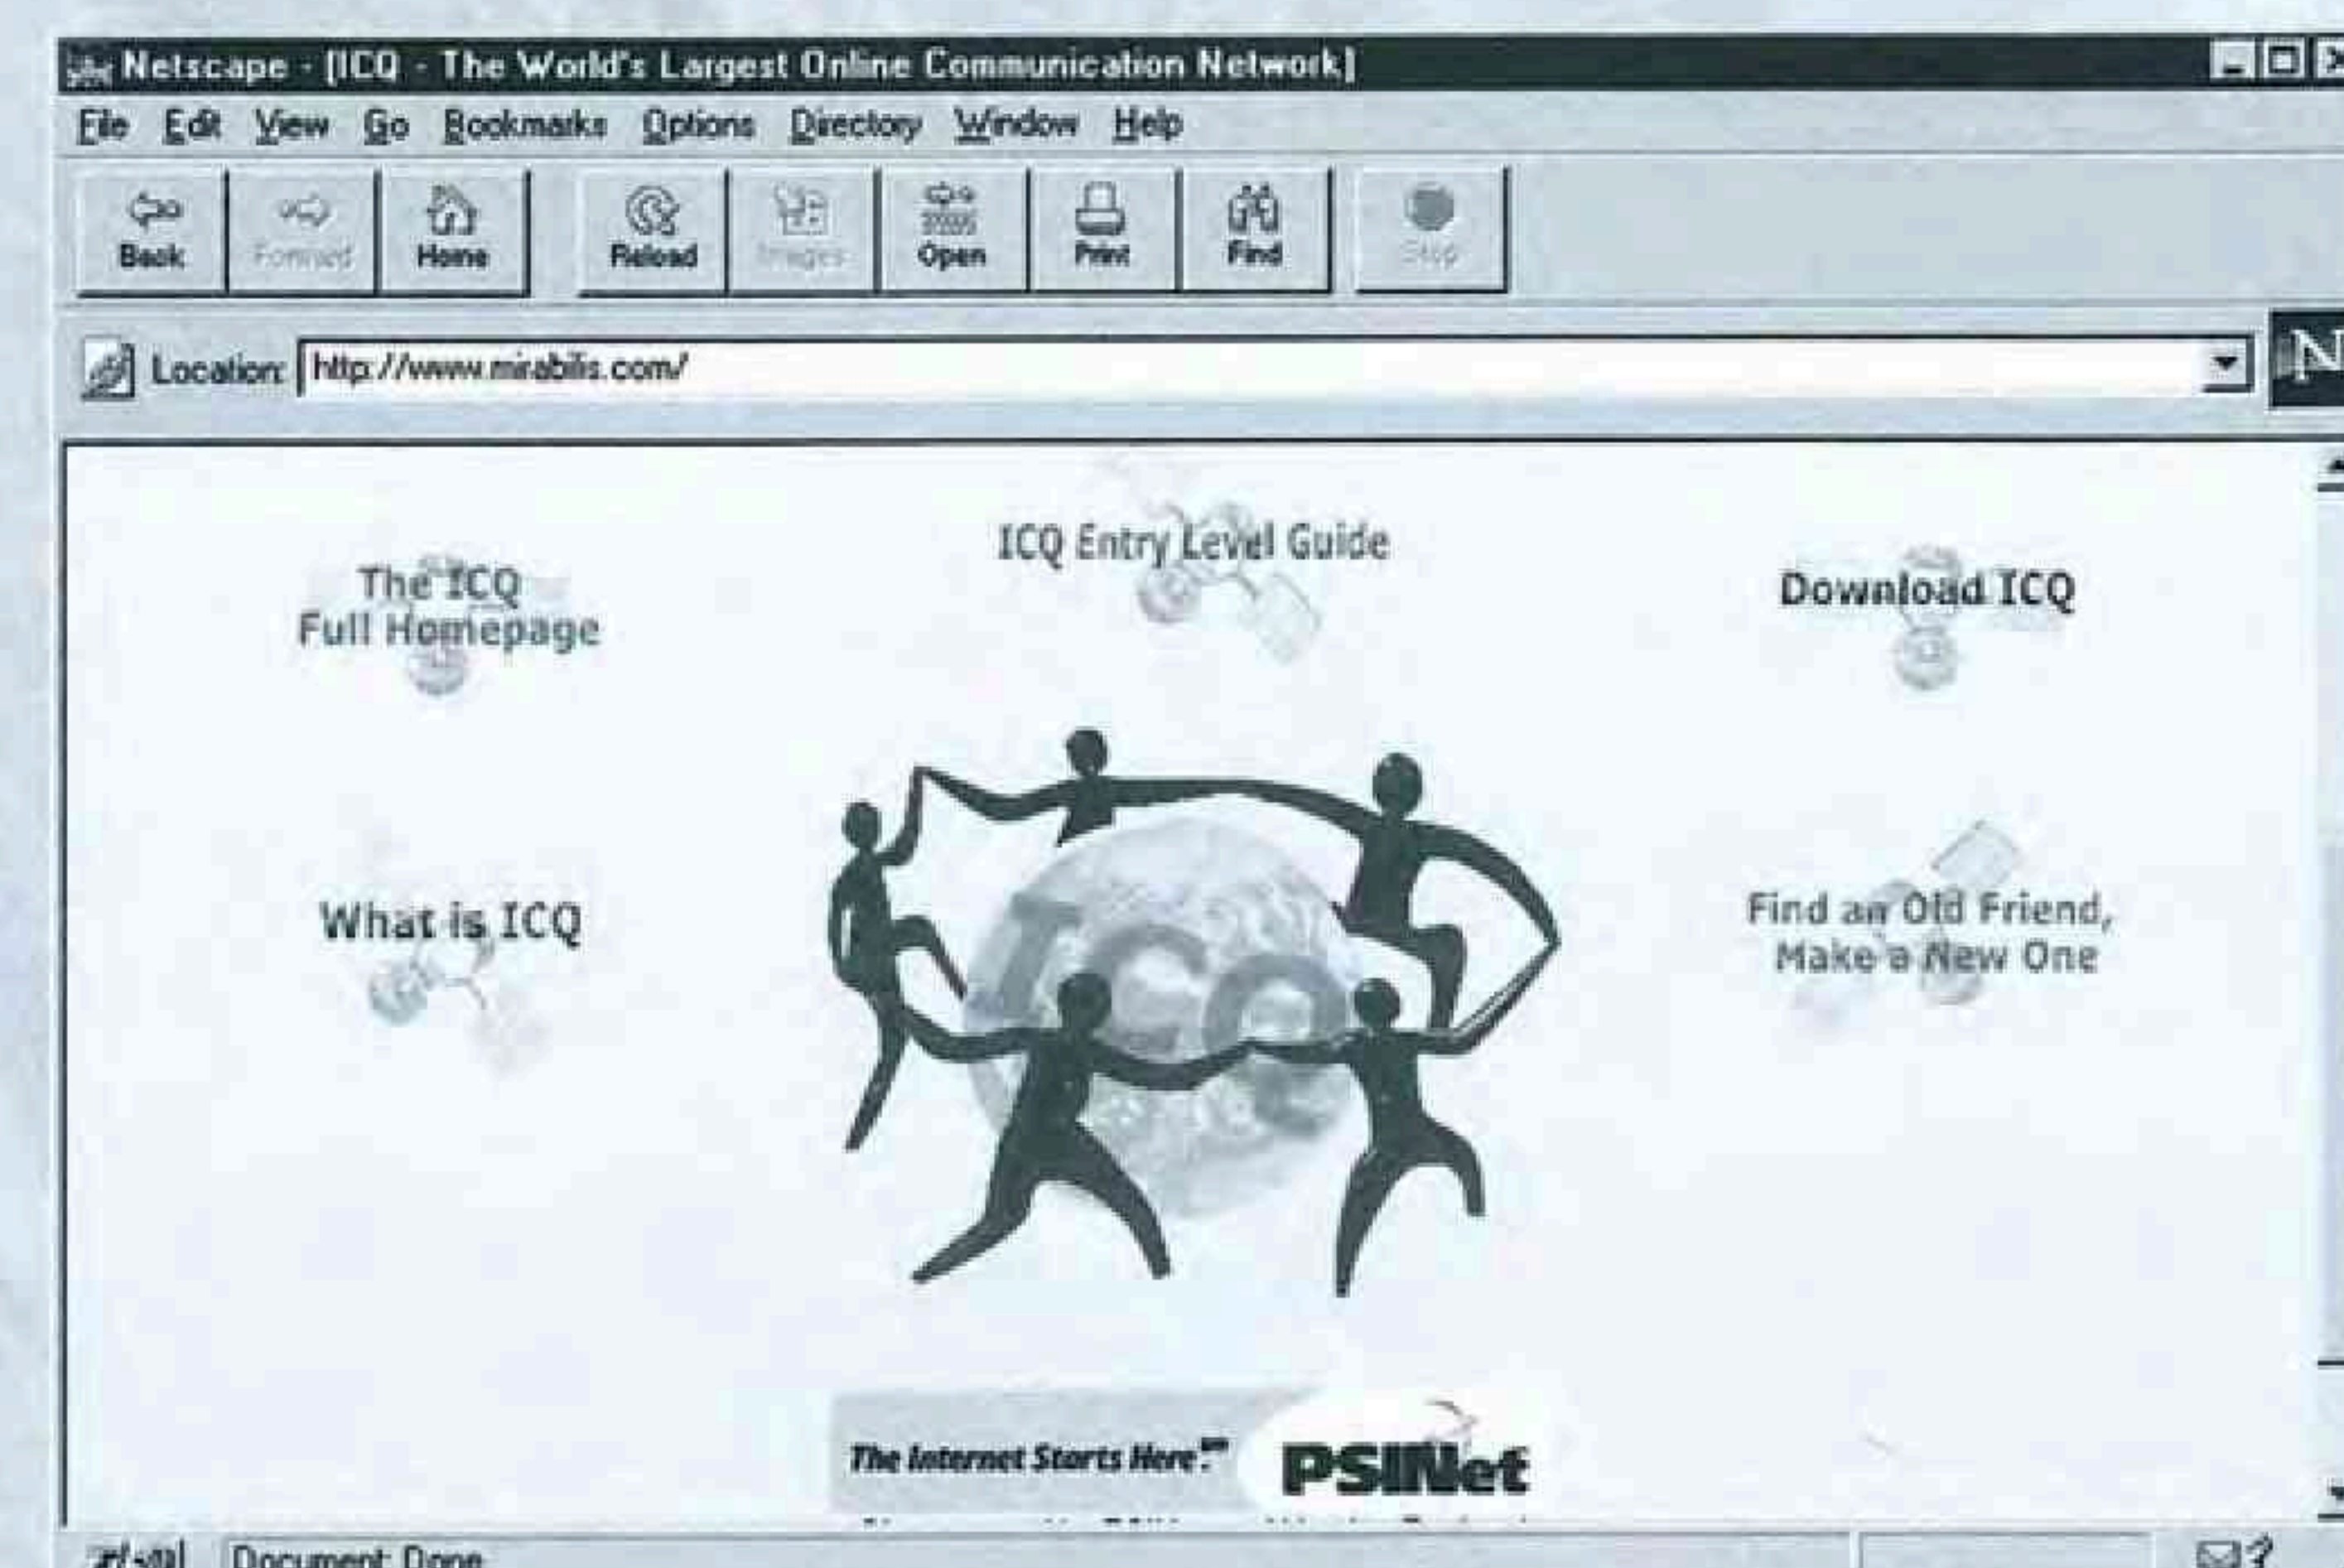 Netscape - [ICQ - The World's Largest Online Communication Network]
File Edit View Go Bookmarks Options Directory Window Help
Back Forward Home Reload Images Open Print Find Stop
Location: http://www.mirabilis.com/
N
ICQ Entry Level Guide
The ICQ
Full Homepage
Download ICQ
What is ICQ
Find an Old Friend,
Make a New One
ICQ
The Internet Starts Here.
PSINet
Document: Done